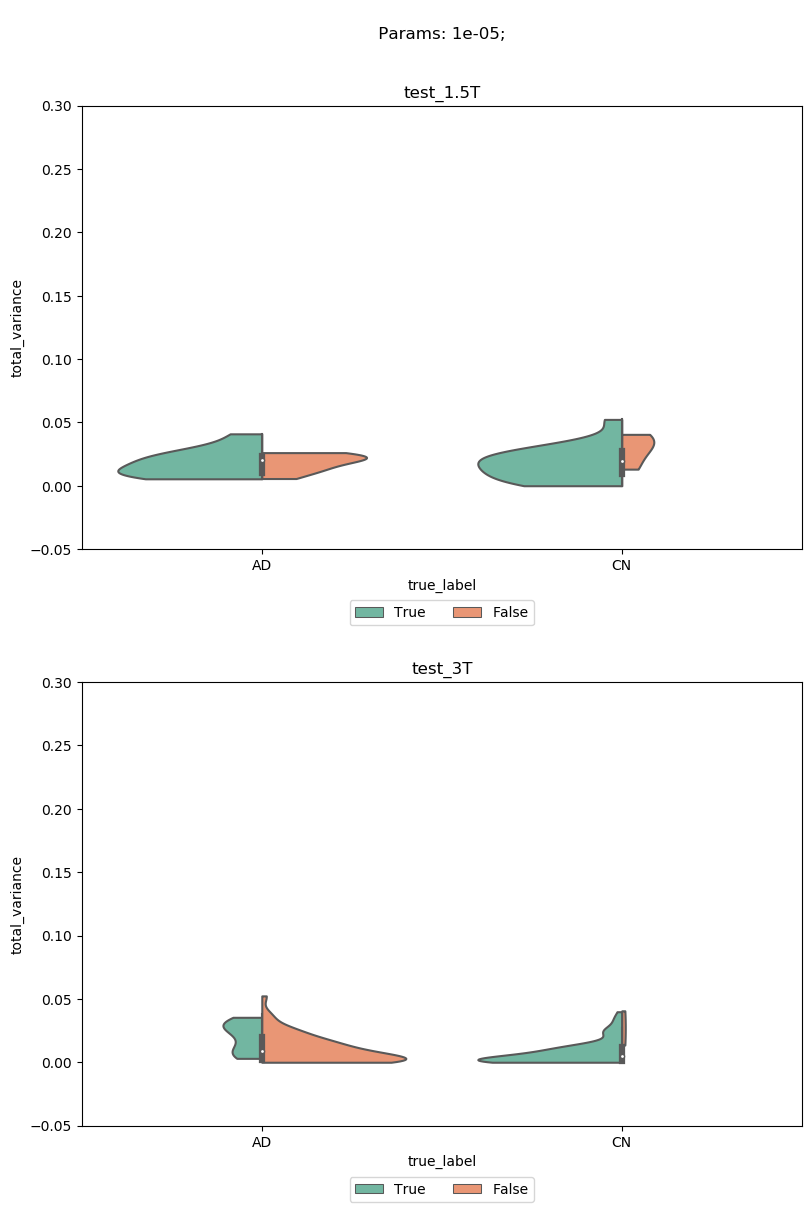 Params: 1e-05;
test_1.5T
0.30
0.25
0.20
0.15
0.10
0.05
0.00
−0.05
total_variance
AD CN
true_label
True False
test_3T
0.30
0.25
0.20
0.15
0.10
0.05
0.00
−0.05
total_variance
AD CN
true_label
True False